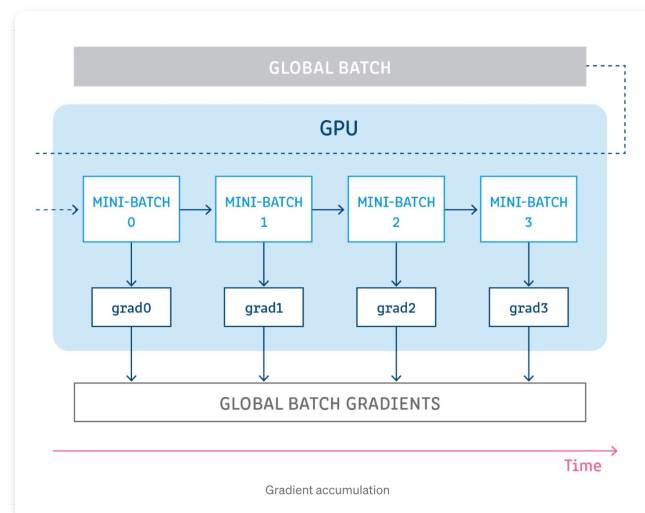 GLOBAL BATCH
GPU
MINI-BATCH
0
MINI-BATCH
1
MINI-BATCH
2
MINI-BATCH
3
grad0
grad1
grad2
grad3
GLOBAL BATCH GRADIENTS
Time
Gradient accumulation